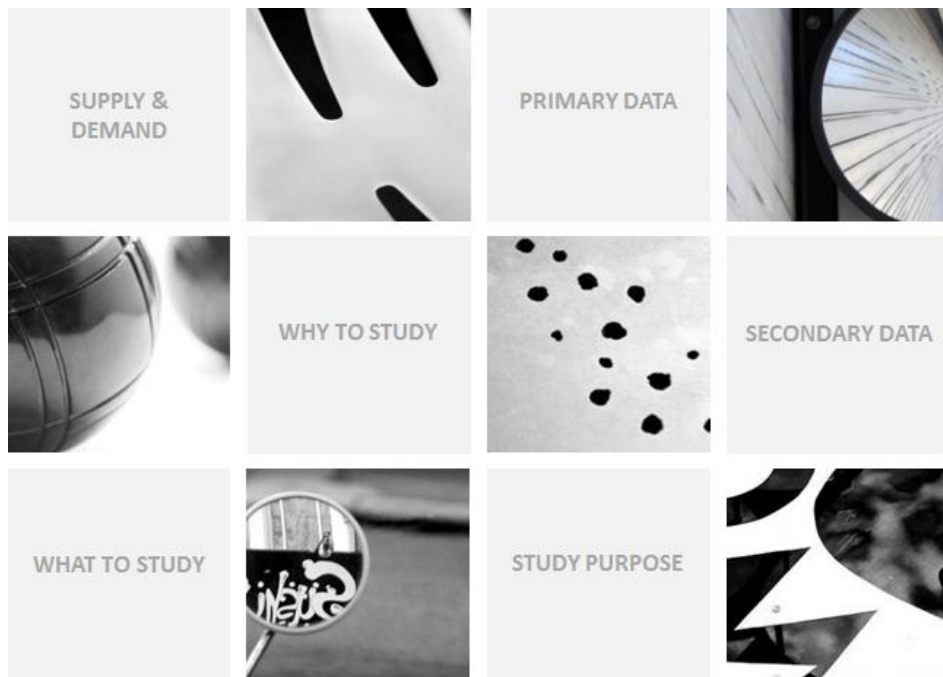 SUPPLY &
DEMAND
PRIMARY DATA
WHY TO STUDY
SECONDARY DATA
WHAT TO STUDY
STUDY PURPOSE